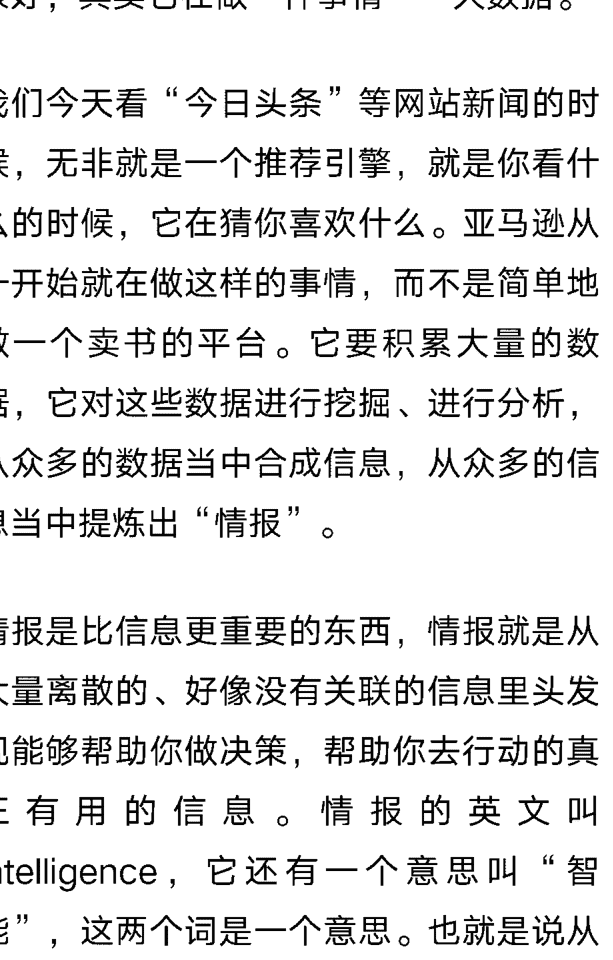 我们今天看“今日头条”等网站新闻的时
候，无非就是一个推荐引擎，就是你看什
么的时候，它在猜你喜欢什么。亚马逊从
一开始就在做这样的事情，而不是简单地
做一个卖书的平台。它要积累大量的数
据，它对这些数据进行挖掘、进行分析，
从众多的数据当中合成信息，从众多的信
息当中提炼出“情报”。
情报是比信息更重要的东西，情报就是从
大量离散的、好像没有关联的信息里头发
现能够帮助你做决策，帮助你去行动的真
正有用的信息。情报的英文叫
ntelligence，它还有一个意思叫“智
能”，这两个词是一个意思。也就是说从